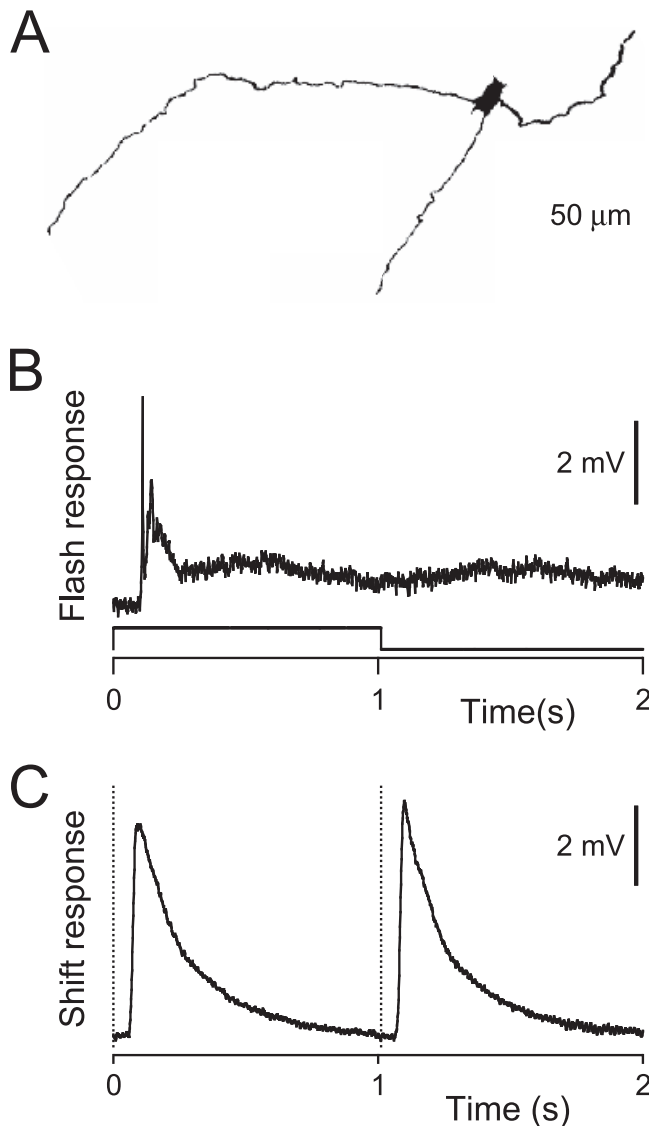 A
50 μm
B
Flash response
2 mV
0 1 2
Time(s)
C
Shift response
2 mV
0 1 2
Time (s)